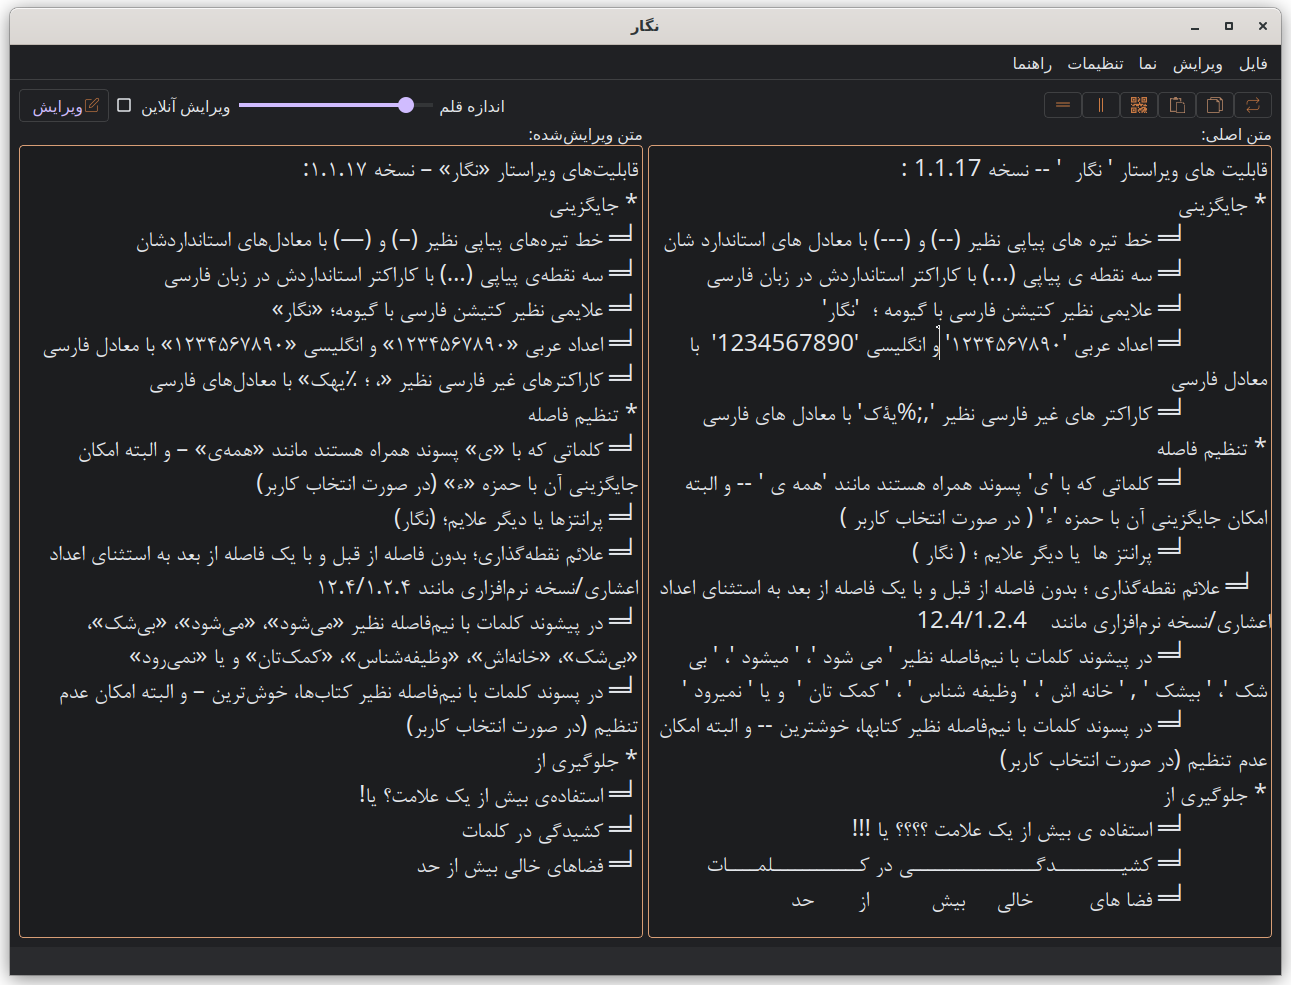 نگار
فایل ویرایش نما تنظیمات راهنما
اندازه قلم ویرایش آنلاین ویرایش
متن اصلی:
قابلیت های ویراستار ' نگار ' -- نسخه 1.1.17 :
* جایگزینی
═╝ خط تیره های پیاپی نظیر (--) و (---) با معادل های استاندارد شان
═╝ سه نقطه ی پیاپی (...) با کاراکتر استانداردش در زبان فارسی
═╝ علایمی نظیر کتیشن فارسی با گیومه ؛ 'نگار'
═╝ اعداد عربی '١٢٣۴۵۶٧٨٩٠' و انگلیسی '1234567890' با
معادل فارسی
═╝ کاراکتر های غیر فارسی نظیر ',;%يۀك' با معادل های فارسی
* تنظیم فاصله
═╝ کلماتی که با 'ی' پسوند همراه هستند مانند 'همه ی ' -- و البته
امکان جایگزینی آن با حمزه 'ء' ( در صورت انتخاب کاربر )
═╝ پرانتز ها یا دیگر علایم ؛ ( نگار )
═╝ علائم نقطه‌گذاری ؛ بدون فاصله از قبل و با یک فاصله از بعد به استثنای اعداد
اعشاری/نسخه نرم‌افزاری مانند 12.4/1.2.4
═╝ در پیشوند کلمات با نیم‌فاصله نظیر ' می شود '، ' میشود '، ' بی
شک '، ' بیشک ' , ' خانه اش '، ' وظیفه شناس ' ، ' کمک تان ' و یا ' نمیرود '
═╝ در پسوند کلمات با نیم‌فاصله نظیر کتابها، خوشترین -- و البته امکان
عدم تنظیم (در صورت انتخاب کاربر)
* جلوگیری از
═╝ استفاده ی بیش از یک علامت ؟؟؟؟ یا !!!
═╝ کشیـــــــــدگـــــــــــــــــی در کــــــــــــلمـــــات
═╝ فضا های خالی بیش از حد
متن ویرایش‌شده:
قابلیت‌های ویراستار «نگار» – نسخه ۱.۱.۱۷:
* جایگزینی
═╝ خط تیره‌های پیاپی نظیر (–) و (—) با معادل‌های استانداردشان
═╝ سه نقطه‌ی پیاپی (…) با کاراکتر استانداردش در زبان فارسی
═╝ علایمی نظیر کتیشن فارسی با گیومه؛ «نگار»
═╝ اعداد عربی «۱۲۳۴۵۶۷۸۹۰» و انگلیسی «۱۲۳۴۵۶۷۸۹۰» با معادل فارسی
═╝ کاراکترهای غیر فارسی نظیر «، ؛ ٪یهک» با معادل‌های فارسی
* تنظیم فاصله
═╝ کلماتی که با «ی» پسوند همراه هستند مانند «همه‌ی» – و البته امکان
جایگزینی آن با حمزه «ء» (در صورت انتخاب کاربر)
═╝ پرانتزها یا دیگر علایم؛ (نگار)
═╝ علائم نقطه‌گذاری؛ بدون فاصله از قبل و با یک فاصله از بعد به استثنای اعداد
اعشاری/نسخه نرم‌افزاری مانند ۱۲.۴/۱.۲.۴
═╝ در پیشوند کلمات با نیم‌فاصله نظیر «می‌شود»، «می‌شود»، «بی‌شک»،
«بی‌شک»، «خانه‌اش»، «وظیفه‌شناس»، «کمک‌تان» و یا «نمی‌رود»
═╝ در پسوند کلمات با نیم‌فاصله نظیر کتاب‌ها، خوش‌ترین – و البته امکان عدم
تنظیم (در صورت انتخاب کاربر)
* جلوگیری از
═╝ استفاده‌ی بیش از یک علامت؟ یا!
═╝ کشیدگی در کلمات
═╝ فضاهای خالی بیش از حد